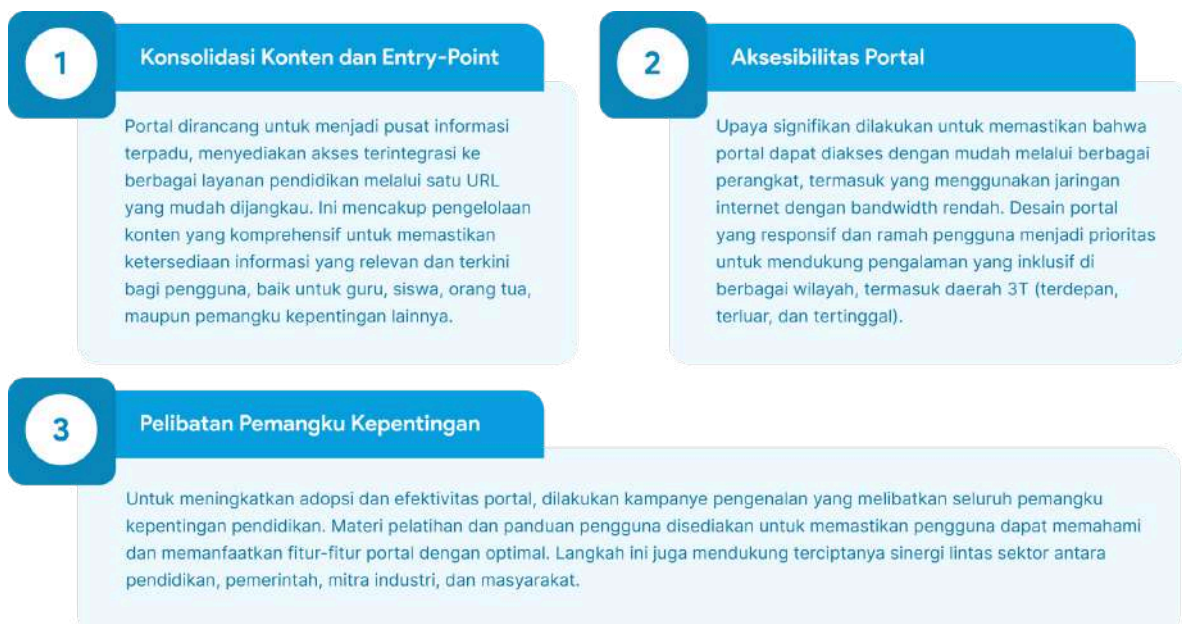 1
Konsolidasi Konten dan Entry-Point
Portal dirancang untuk menjadi pusat informasi
terpadu, menyediakan akses terintegrasi ke
berbagai layanan pendidikan melalui satu URL
yang mudah dijangkau. Ini mencakup pengelolaan
konten yang komprehensif untuk memastikan
ketersediaan informasi yang relevan dan terkini
bagi pengguna, baik untuk guru, siswa, orang tua,
maupun pemangku kepentingan lainnya.
2
Aksesibilitas Portal
Upaya signifikan dilakukan untuk memastikan bahwa
portal dapat diakses dengan mudah melalui berbagai
perangkat, termasuk yang menggunakan jaringan
internet dengan bandwidth rendah. Desain portal
yang responsif dan ramah pengguna menjadi prioritas
untuk mendukung pengalaman yang inklusif di
berbagai wilayah, termasuk daerah 3T (terdepan,
terluar, dan tertinggal).
3
Pelibatan Pemangku Kepentingan
Untuk meningkatkan adopsi dan efektivitas portal, dilakukan kampanye pengenalan yang melibatkan seluruh pemangku
kepentingan pendidikan. Materi pelatihan dan panduan pengguna disediakan untuk memastikan pengguna dapat memahami
dan memanfaatkan fitur-fitur portal dengan optimal. Langkah ini juga mendukung terciptanya sinergi lintas sektor antara
pendidikan, pemerintah, mitra industri, dan masyarakat.